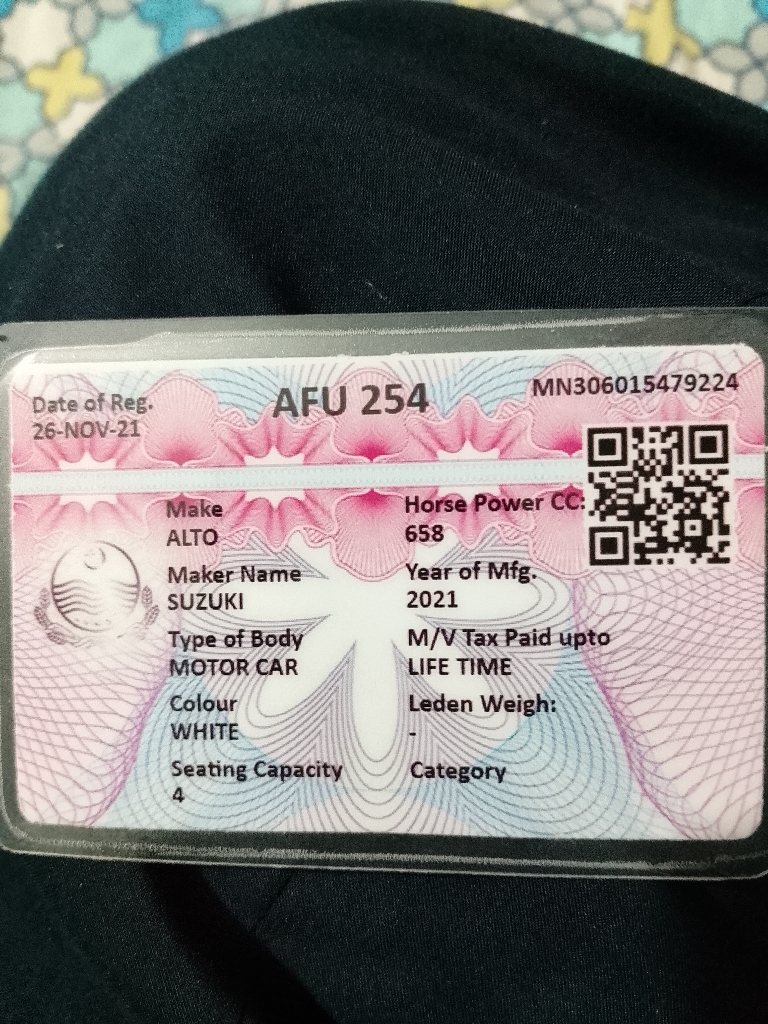 Date of Reg.
26-NOV-21
AFU 254
MN306015479224
Make
ALTO
Horse Power CC:
658
Maker Name
SUZUKI
Year of Mfg.
2021
Type of Body
MOTOR CAR
M/V Tax Paid upto
LIFE TIME
Colour
WHITE
Leden Weigh:
-
Seating Capacity
4
Category